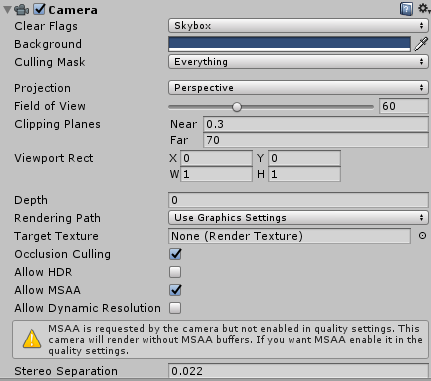 Camera
Clear Flags Skybox
Background
Culling Mask Everything
Projection Perspective
Field of View 60
Clipping Planes Near 0.3
Far 70
Viewport Rect X 0 Y 0
W 1 H 1
Depth 0
Rendering Path Use Graphics Settings
Target Texture None (Render Texture)
Occlusion Culling
Allow HDR
Allow MSAA
Allow Dynamic Resolution
MSAA is requested by the camera but not enabled in quality settings. This
camera will render without MSAA buffers. If you want MSAA enable it in the
quality settings.
Stereo Separation 0.022